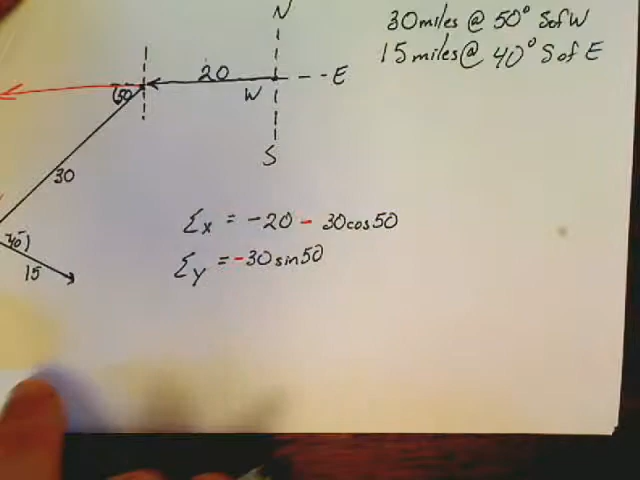 N
30miles @ 50° S of W
15 miles @ 40° S of E
20
W
E
50
S
30
Σx = -20 - 30cos50
40°
Σy = -30sin50
15